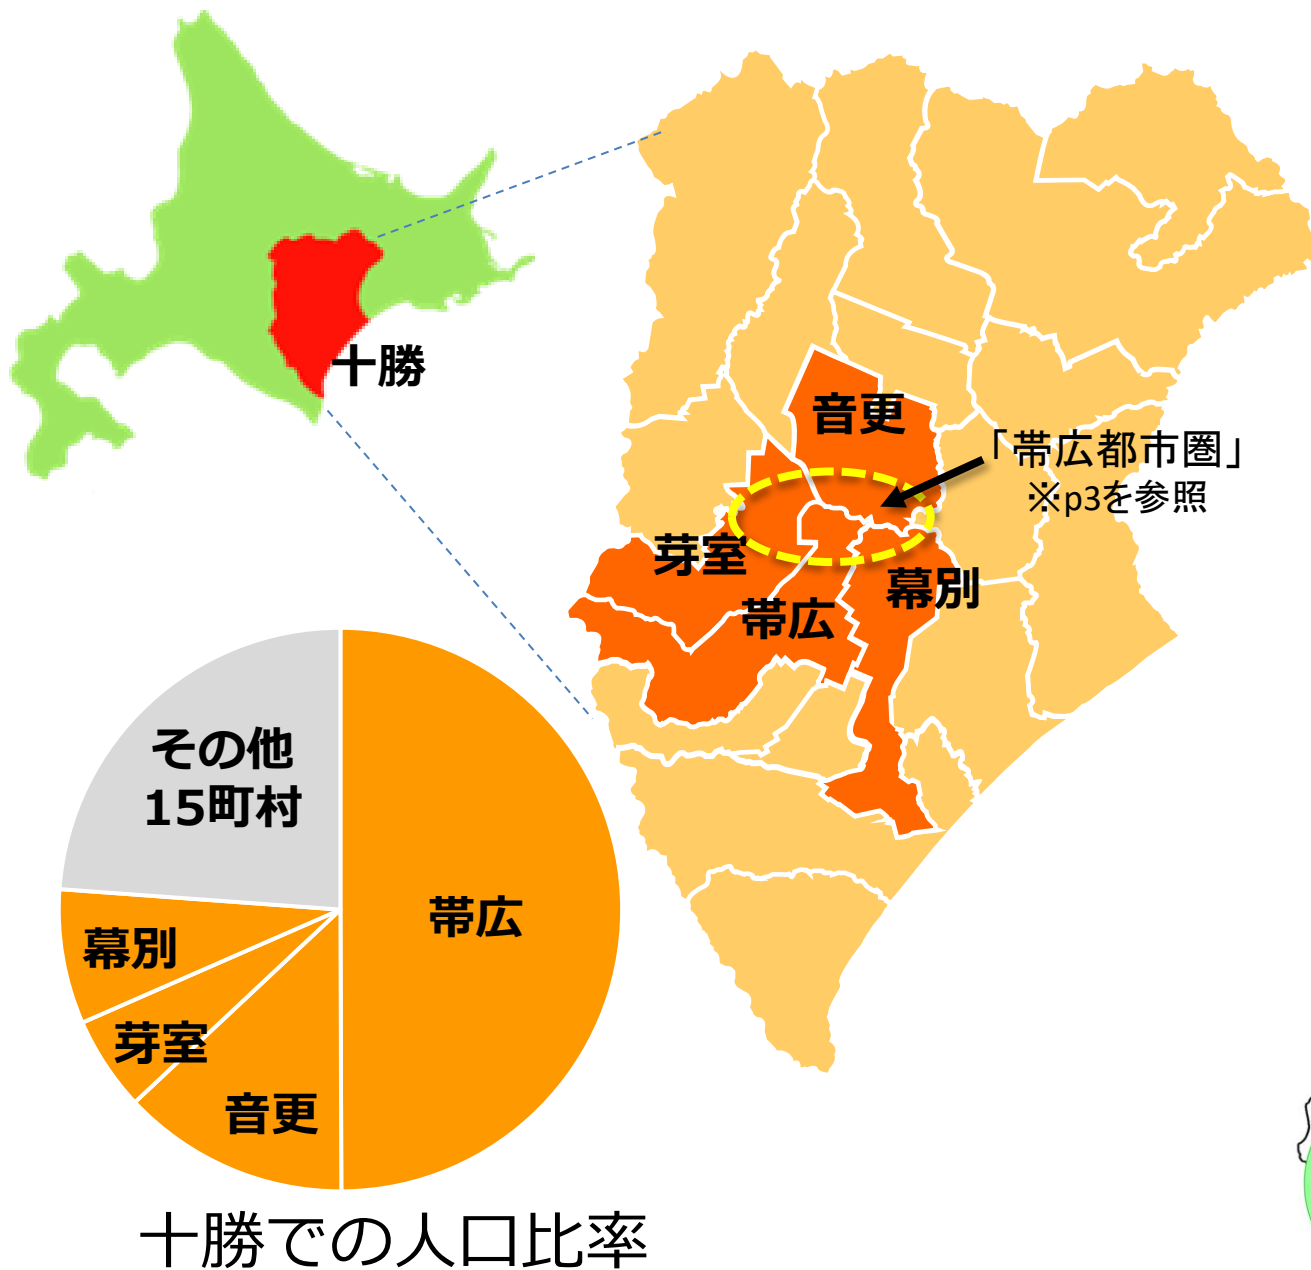 十勝
音更
「帯広都市圏」
※p3を参照
芽室
幕別
帯広
その他
15町村
帯広
幕別
芽室
音更
十勝での人口比率